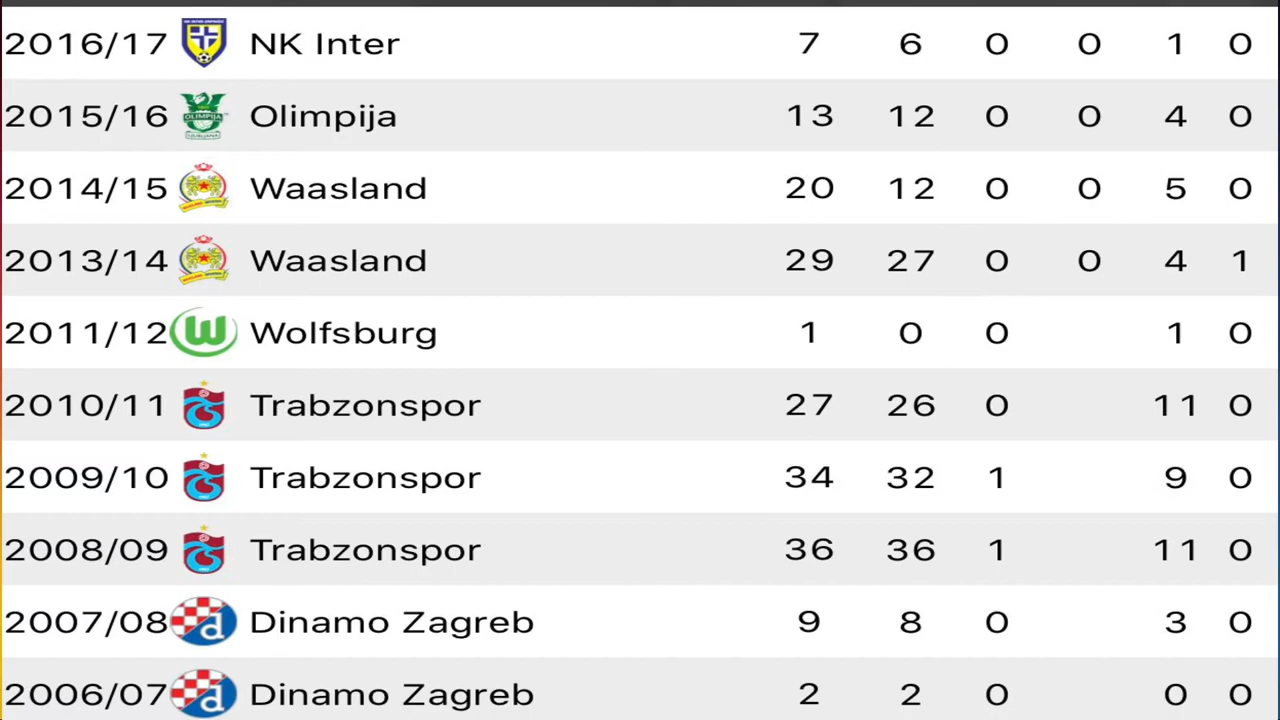 2016/17 NK Inter 7 6 0 0 1 0
2015/16 OLIMPIJA Olimpija 13 12 0 0 4 0
2014/15 Waasland 20 12 0 0 5 0
2013/14 Waasland 29 27 0 0 4 1
2011/12 W Wolfsburg 1 0 0 1 0
2010/11 Trabzonspor 27 26 0 11 0
2009/10 Trabzonspor 34 32 1 9 0
2008/09 Trabzonspor 36 36 1 11 0
2007/08 d Dinamo Zagreb 9 8 0 3 0
2006/07 d Dinamo Zagreb 2 2 0 0 0